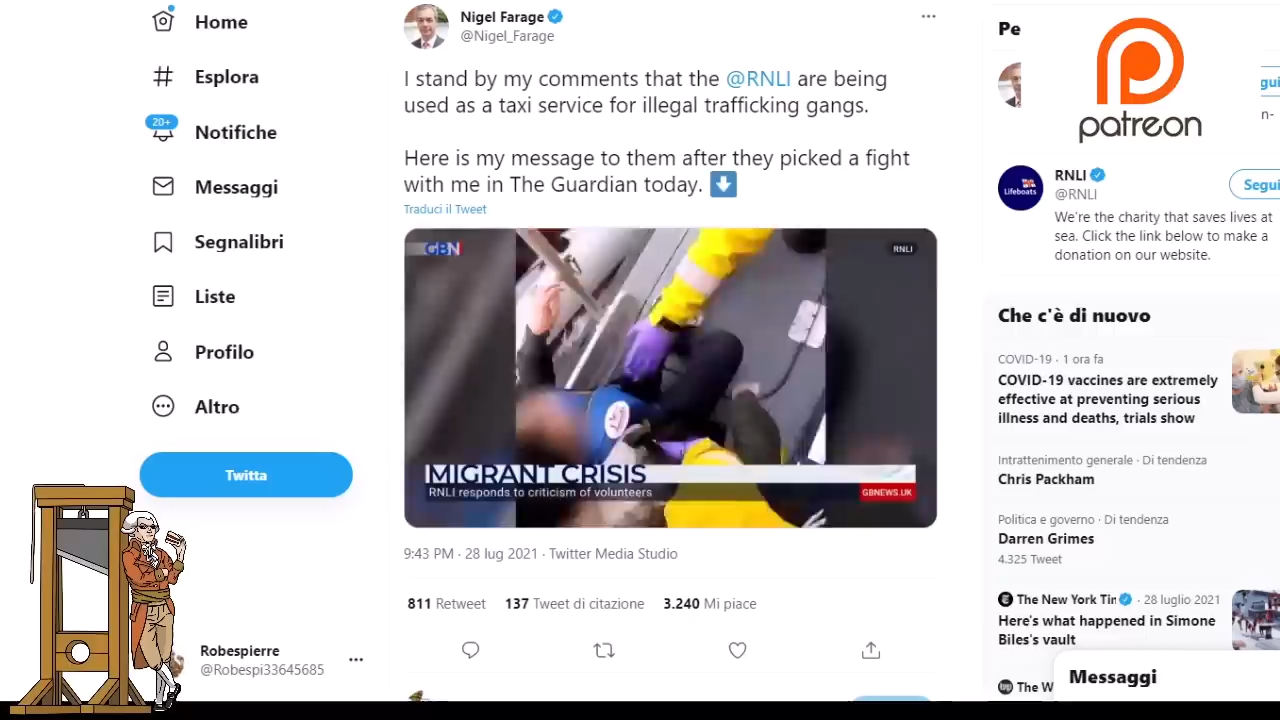 Home
Esplora
20+
Notifiche
Messaggi
Segnalibri
Liste
Profilo
Altro
Twitta
Robespierre
@Robespi33645685
Nigel Farage
@Nigel_Farage
I stand by my comments that the @RNLI are being
used as a taxi service for illegal trafficking gangs.
Here is my message to them after they picked a fight
with me in The Guardian today.
Traduci il Tweet
GBN
RNLI
MIGRANT CRISIS
RNLI responds to criticism of volunteers
GBNEWS.UK
9:43 PM · 28 lug 2021 · Twitter Media Studio
811 Retweet 137 Tweet di citazione 3.240 Mi piace
Pe
patreon
gui
n-
RNLI
@RNLI
Lifeboats
Segui
We're the charity that saves lives at
sea. Click the link below to make a
donation on our website.
Che c'è di nuovo
COVID-19 · 1 ora fa
COVID-19 vaccines are extremely
effective at preventing serious
illness and deaths, trials show
Intrattenimento generale · Di tendenza
Chris Packham
Politica e governo · Di tendenza
Darren Grimes
4.325 Tweet
The New York Tin · 28 luglio 2021
Here's what happened in Simone
Biles's vault
The W
Messaggi